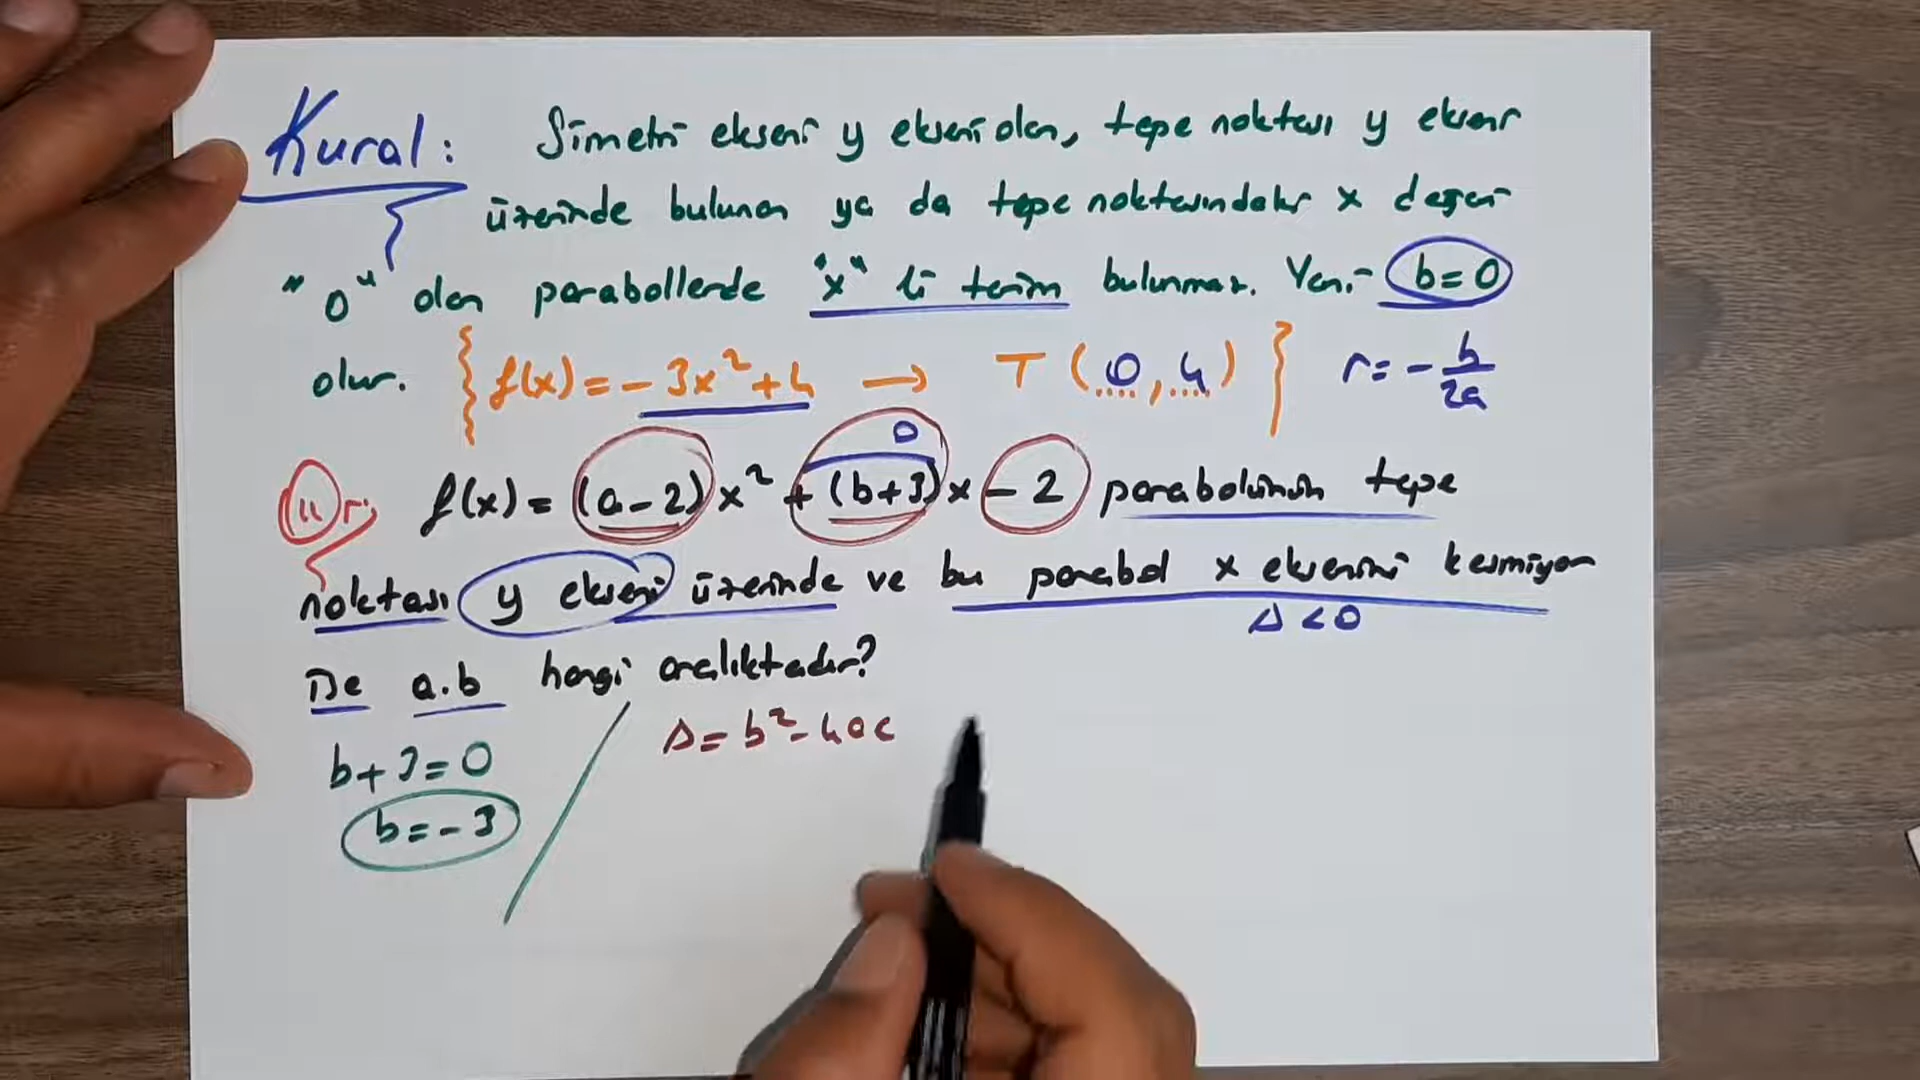 Kural: Simetri ekseni y ekseni olan, tepe noktası y ekseni
üzerinde bulunan ya da tepe noktasındaki x değeri
"0" olan parabollerde "x" li terim bulunmaz. Yani b=0
olur. { f(x) = -3x² + 4 → T (0, 4) } r = -b/2a
0
f(x) = (a-2)x² + (b+3)x - 2 parabolünün tepe
noktası y ekseni üzerinde ve bu parabol x eksenini kesmiyor
Δ < 0
ise a.b hangi aralıktadır?
b+3=0
Δ = b² - 4ac
b=-3